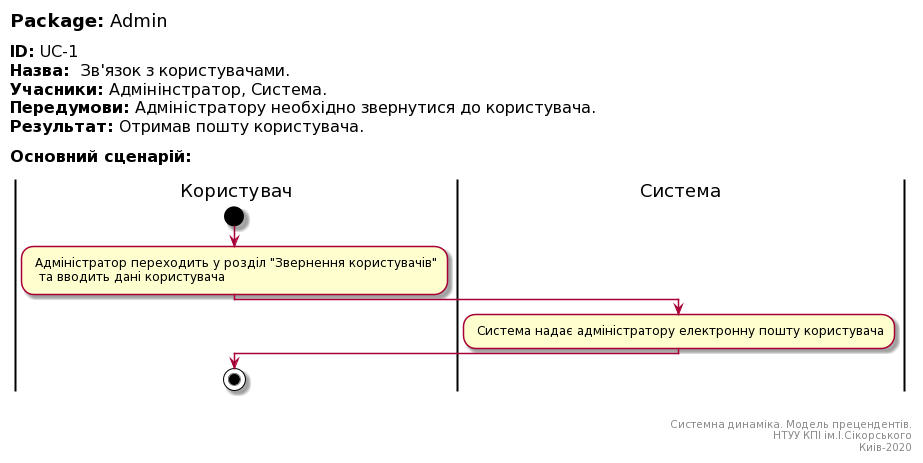 Package: Admin
ID: UC-1
Назва:  Зв'язок з користувачами.
Учасники: Адмінінстратор, Система.
Передумови: Адміністратору необхідно звернутися до користувача.
Результат: Отримав пошту користувача.
Основний сценарій:
Користувач
Система
Адміністратор переходить у розділ "Звернення користувачів"
та вводить дані користувача
Система надає адміністратору електронну пошту користувача
Системна динаміка. Модель прецендентів.
НТУУ КПІ ім.І.Сікорського
Киів-2020